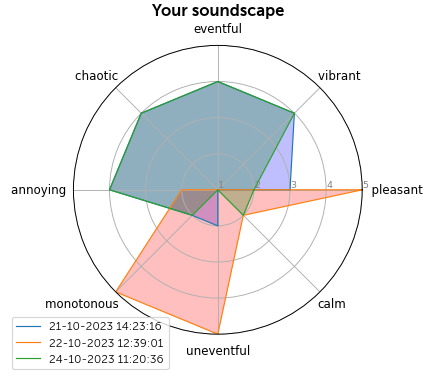 Your soundscape
eventful
chaotic
vibrant
annoying
1
2
3
4
5
pleasant
monotonous
calm
uneventful
21-10-2023 14:23:16
22-10-2023 12:39:01
24-10-2023 11:20:36